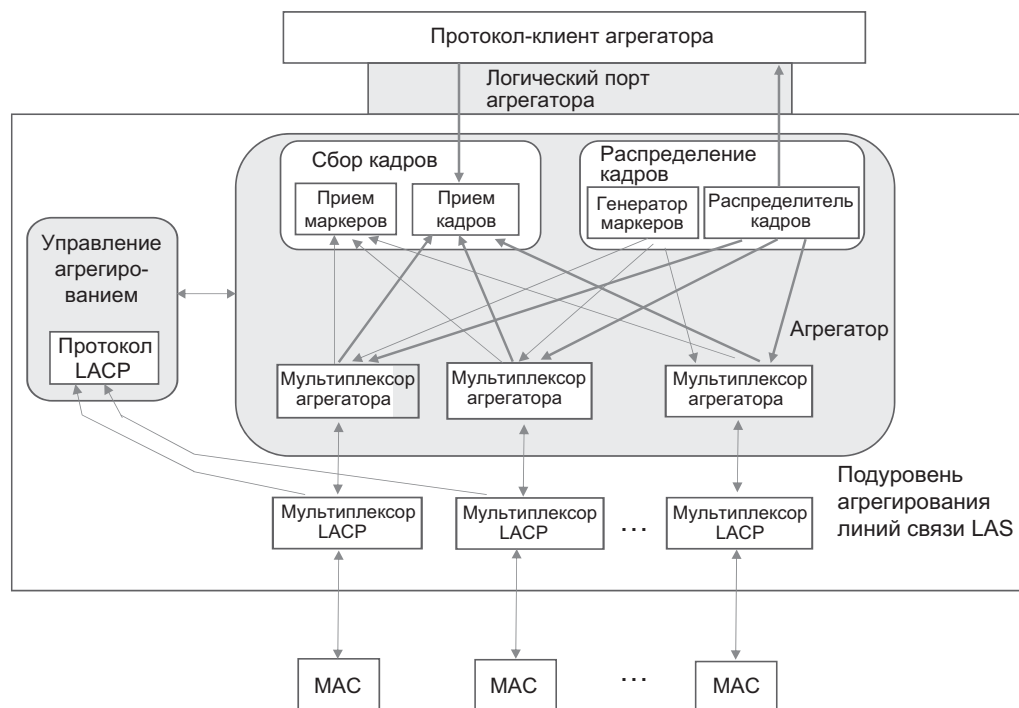 Протокол-клиент агрегатора
Логический порт
агрегатора
Сбор кадров
Распределение
кадров
Прием
маркеров
Прием
кадров
Генератор
маркеров
Распределитель
кадров
Управление
агрегиро-
ванием
Протокол
LACP
Агрегатор
Мультиплексор
агрегатора
Мультиплексор
агрегатора
Мультиплексор
агрегатора
Подуровень
агрегирования
линий связи LAS
Мультиплексор
LACP
Мультиплексор
LACP
...
Мультиплексор
LACP
MAC
MAC
...
MAC